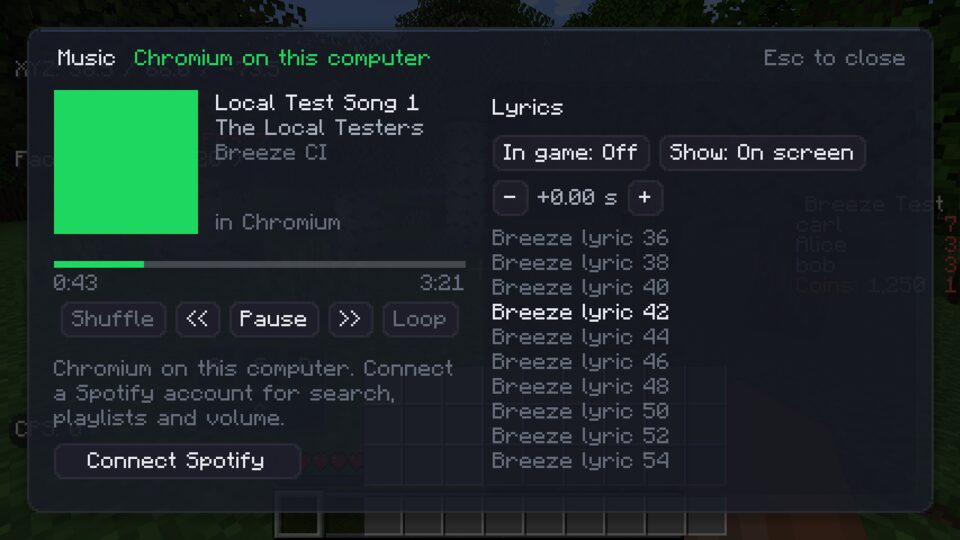 Music Chromium on this computer
Esc to close
Local Test Song 1
The Local Testers
Breeze CI
in Chromium
0:43
3:21
Shuffle
<<
Pause
>>
Loop
Chromium on this computer. Connect
a Spotify account for search,
playlists and volume.
Connect Spotify
Lyrics
In game: Off
Show: On screen
-
+0.00 s
+
Breeze lyric 36
Breeze lyric 38
Breeze lyric 40
Breeze lyric 42
Breeze lyric 44
Breeze lyric 46
Breeze lyric 48
Breeze lyric 50
Breeze lyric 52
Breeze lyric 54
Breeze Test
carl 7
Alice 3
bob 3
Coins: 1,250 1